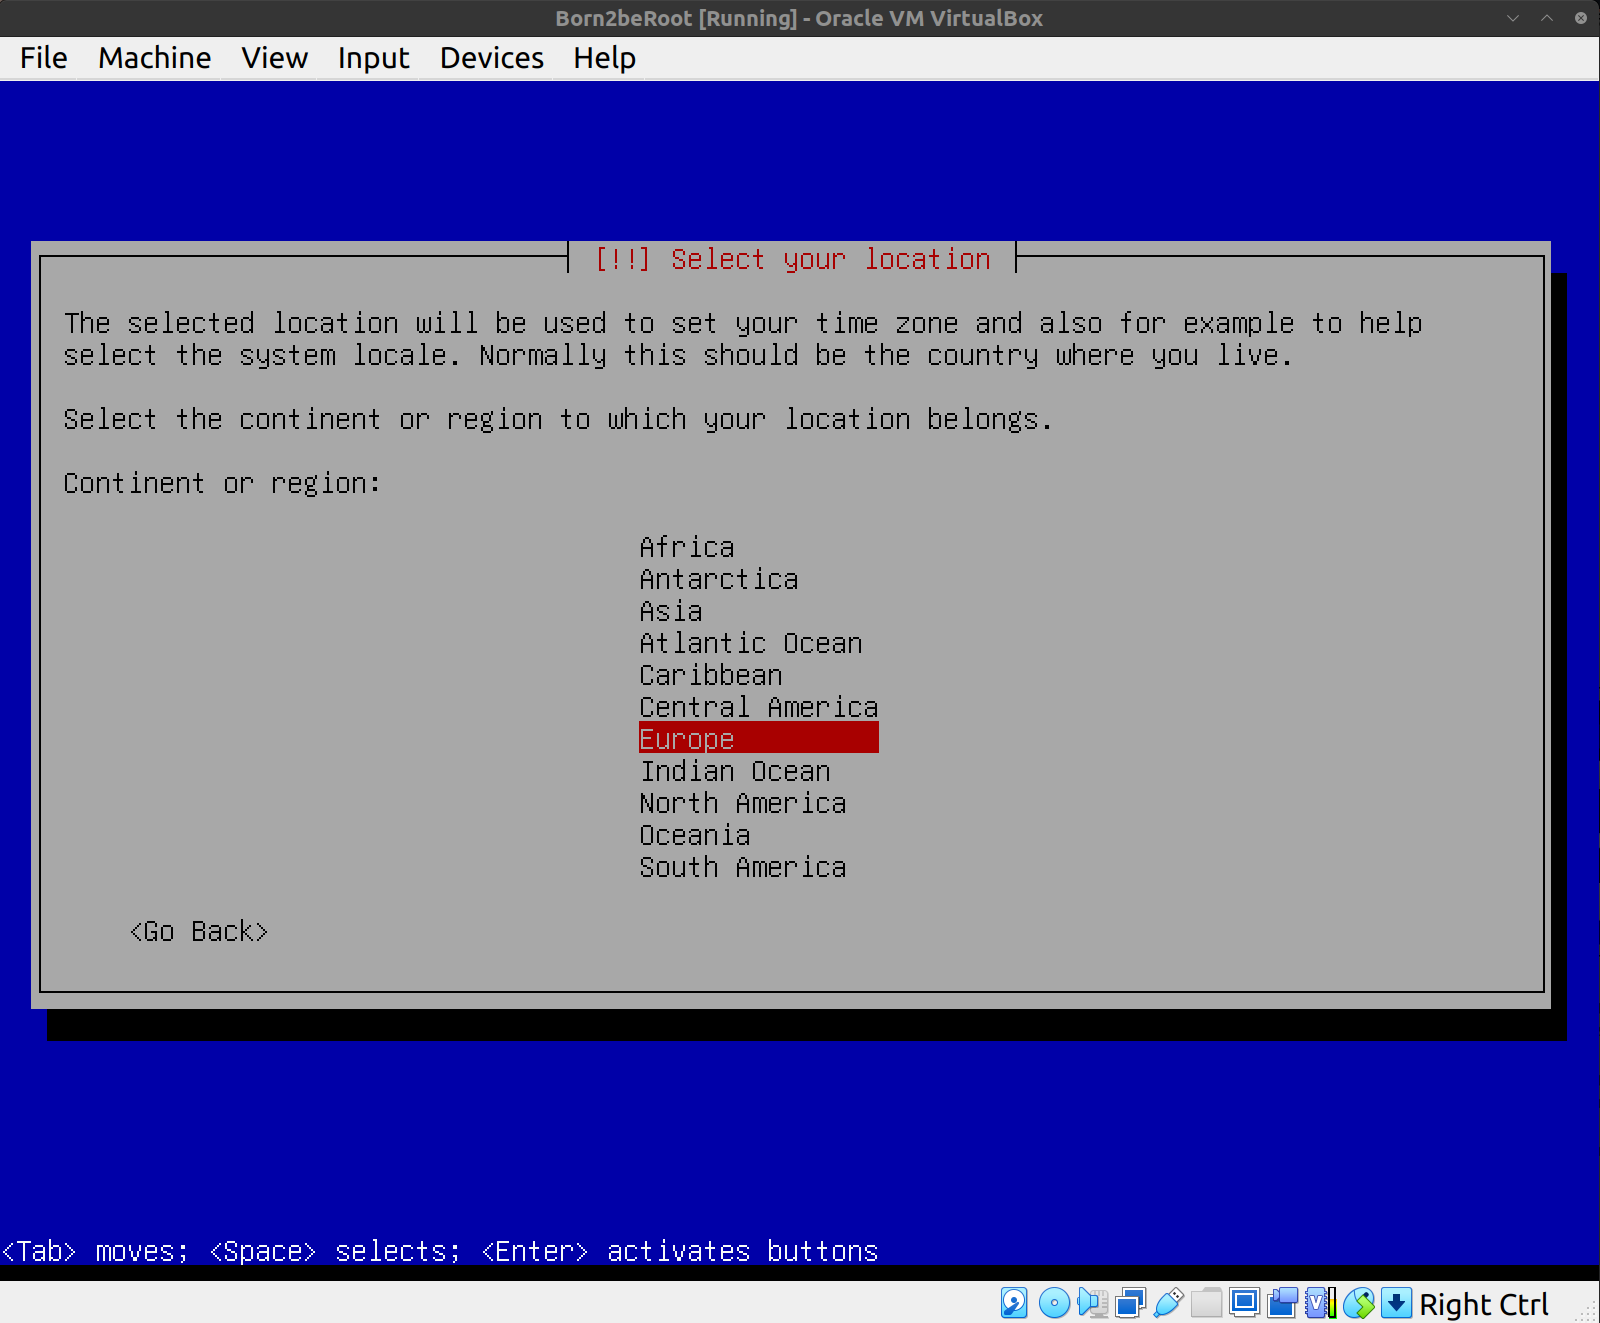 Born2beRoot [Running] - Oracle VM VirtualBox
File Machine View Input Devices Help
[!!] Select your location
The selected location will be used to set your time zone and also for example to help
select the system locale. Normally this should be the country where you live.
Select the continent or region to which your location belongs.
Continent or region:
Africa
Antarctica
Asia
Atlantic Ocean
Caribbean
Central America
Europe
Indian Ocean
North America
Oceania
South America
<Go Back>
<Tab> moves; <Space> selects; <Enter> activates buttons
Right Ctrl